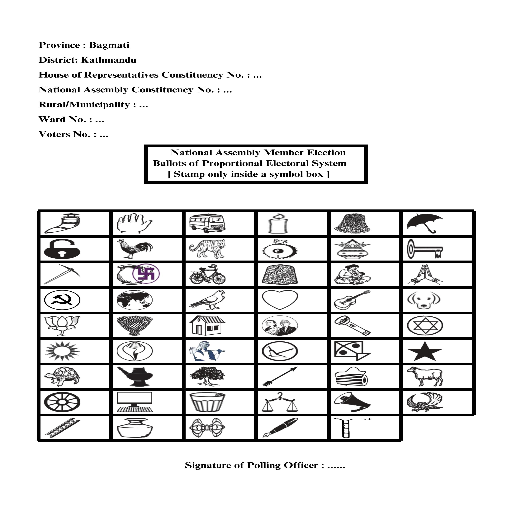 Province : Bagmati
District: Kathmandu
House of Representatives Constituency No. : ...
National Assembly Constituency No. : ...
Rural/Municipality : ...
Ward No. : ...
Voters No. : ...
National Assembly Member Election
Ballots of Proportional Electoral System
[ Stamp only inside a symbol box ]
Signature of Polling Officer : ......